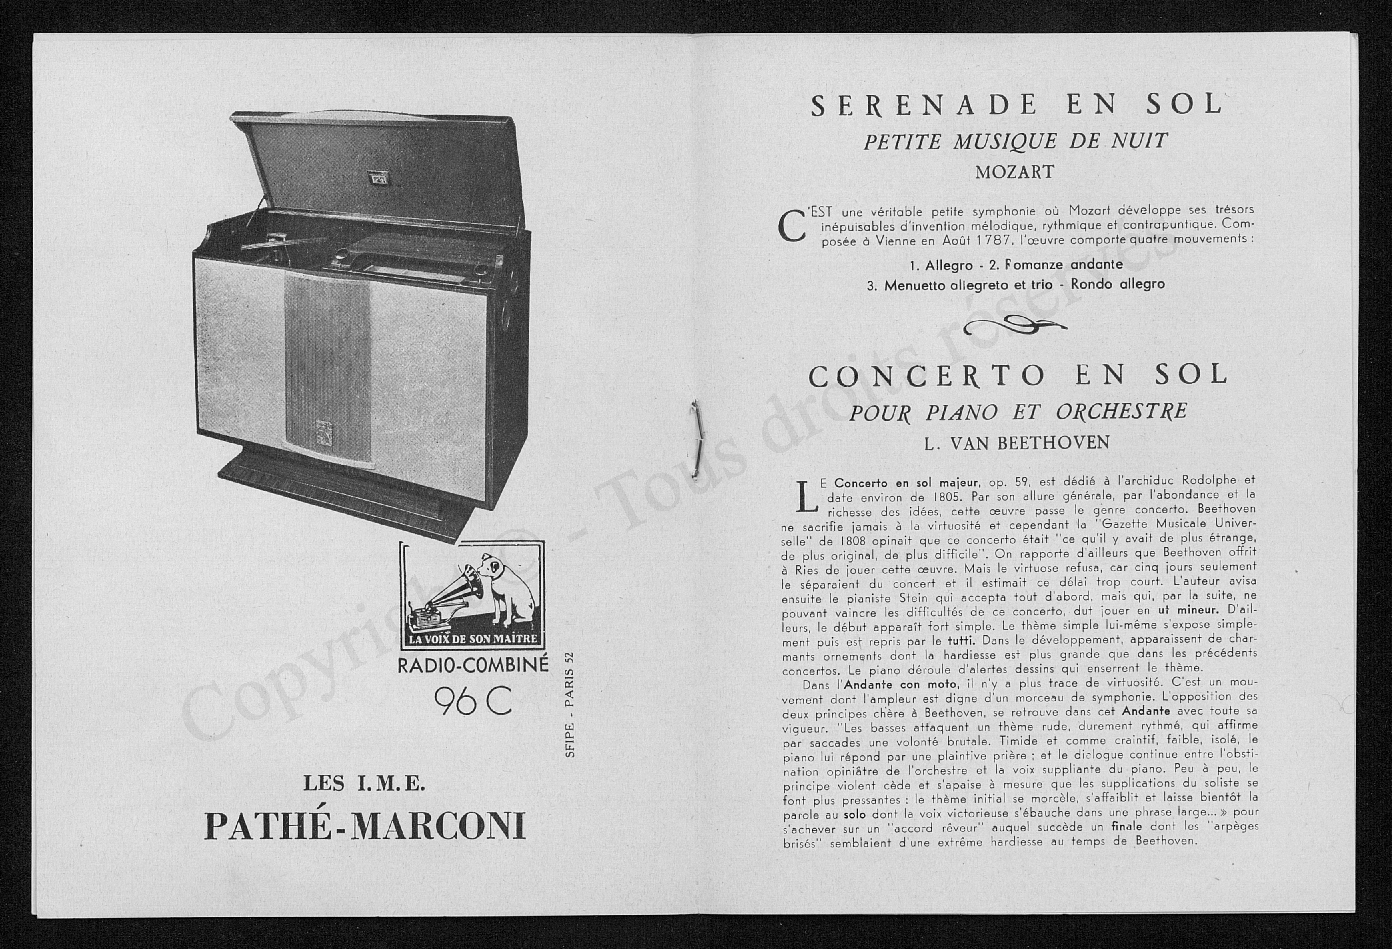 LA VOIX DE SON MAÎTRE
RADIO-COMBINÉ
96 C
SFIPE - PARIS 52
LES I.M.E.
PATHÉ-MARCONI
SERENADE EN SOL
PETITE MUSIQUE DE NUIT
MOZART
C'EST une véritable petite symphonie où Mozart développe ses trésors
inépuisables d'invention mélodique, rythmique et contrapuntique. Com-
posée à Vienne en Août 1787, l'œuvre comporte quatre mouvements :
1. Allegro - 2. Romanze andante
3. Menuetto allegreto et trio - Rondo allegro
CONCERTO EN SOL
POUR PIANO ET ORCHESTRE
L. VAN BEETHOVEN
LE Concerto en sol majeur, op. 59, est dédié à l'archiduc Rodolphe et
date environ de 1805. Par son allure générale, par l'abondance et la
richesse des idées, cette œuvre passe le genre concerto. Beethoven
ne sacrifie jamais à la virtuosité et cependant la "Gazette Musicale Univer-
selle" de 1808 opinait que ce concerto était "ce qu'il y avait de plus étrange,
de plus original, de plus difficile". On rapporte d'ailleurs que Beethoven offrit
à Ries de jouer cette œuvre. Mais le virtuose refusa, car cinq jours seulement
le séparaient du concert et il estimait ce délai trop court. L'auteur avisa
ensuite le pianiste Stein qui accepta tout d'abord, mais qui, par la suite, ne
pouvant vaincre les difficultés de ce concerto, dut jouer en ut mineur. D'ail-
leurs, le début apparaît fort simple. Le thème simple lui-même s'expose simple-
ment puis est repris par le tutti. Dans le développement, apparaissent de char-
mants ornements dont la hardiesse est plus grande que dans les précédents
concertos. Le piano déroule d'alertes dessins qui enserrent le thème.
Dans l'Andante con moto, il n'y a plus trace de virtuosité. C'est un mou-
vement dont l'ampleur est digne d'un morceau de symphonie. L'opposition des
deux principes chère à Beethoven, se retrouve dans cet Andante avec toute sa
vigueur. "Les basses attaquent un thème rude, durement rythmé, qui affirme
par saccades une volonté brutale. Timide et comme craintif, faible, isolé, le
piano lui répond par une plaintive prière ; et le dialogue continue entre l'obsti-
nation opiniâtre de l'orchestre et la voix suppliante du piano. Peu à peu, le
principe violent cède et s'apaise à mesure que les supplications du soliste se
font plus pressantes ; le thème initial se morcèle, s'affaiblit et laisse bientôt la
parole au solo dont la voix victorieuse s'ébauche dans une phrase large... » pour
s'achever sur un "accord rêveur" auquel succède un finale dont les "arpèges
brisés" semblaient d'une extrême hardiesse au temps de Beethoven.
Copyright © - Tous droits réservés